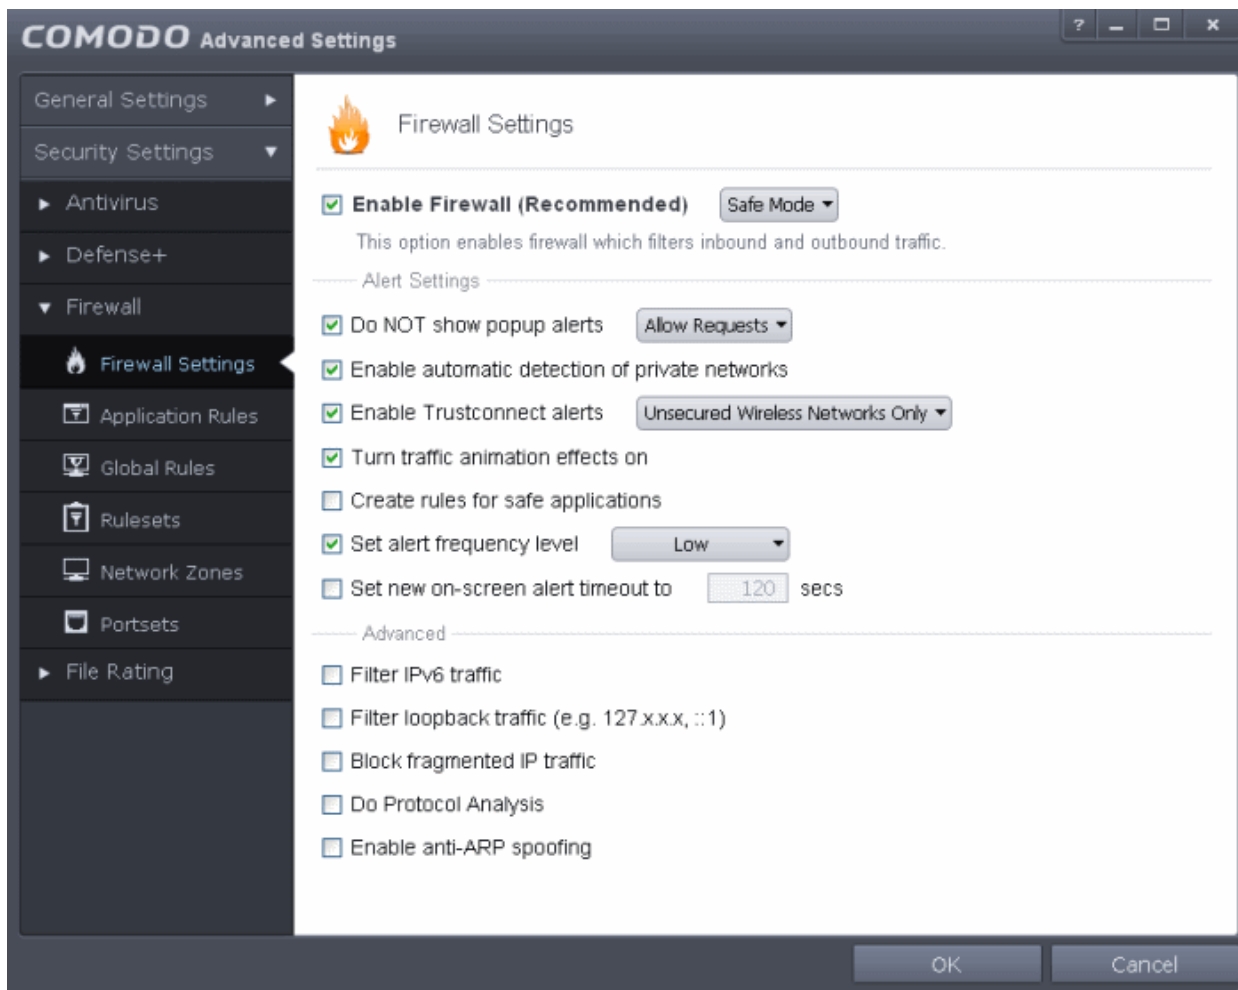 COMODO Advanced Settings
?
General Settings
Security Settings
Antivirus
Defense+
Firewall
Firewall Settings
Application Rules
Global Rules
Rulesets
Network Zones
Portsets
File Rating
Firewall Settings
Enable Firewall (Recommended) Safe Mode
This option enables firewall which filters inbound and outbound traffic.
Alert Settings
Do NOT show popup alerts Allow Requests
Enable automatic detection of private networks
Enable Trustconnect alerts Unsecured Wireless Networks Only
Turn traffic animation effects on
Create rules for safe applications
Set alert frequency level Low
Set new on-screen alert timeout to 120 secs
Advanced
Filter IPv6 traffic
Filter loopback traffic (e.g. 127.x.x.x, ::1)
Block fragmented IP traffic
Do Protocol Analysis
Enable anti-ARP spoofing
OK Cancel